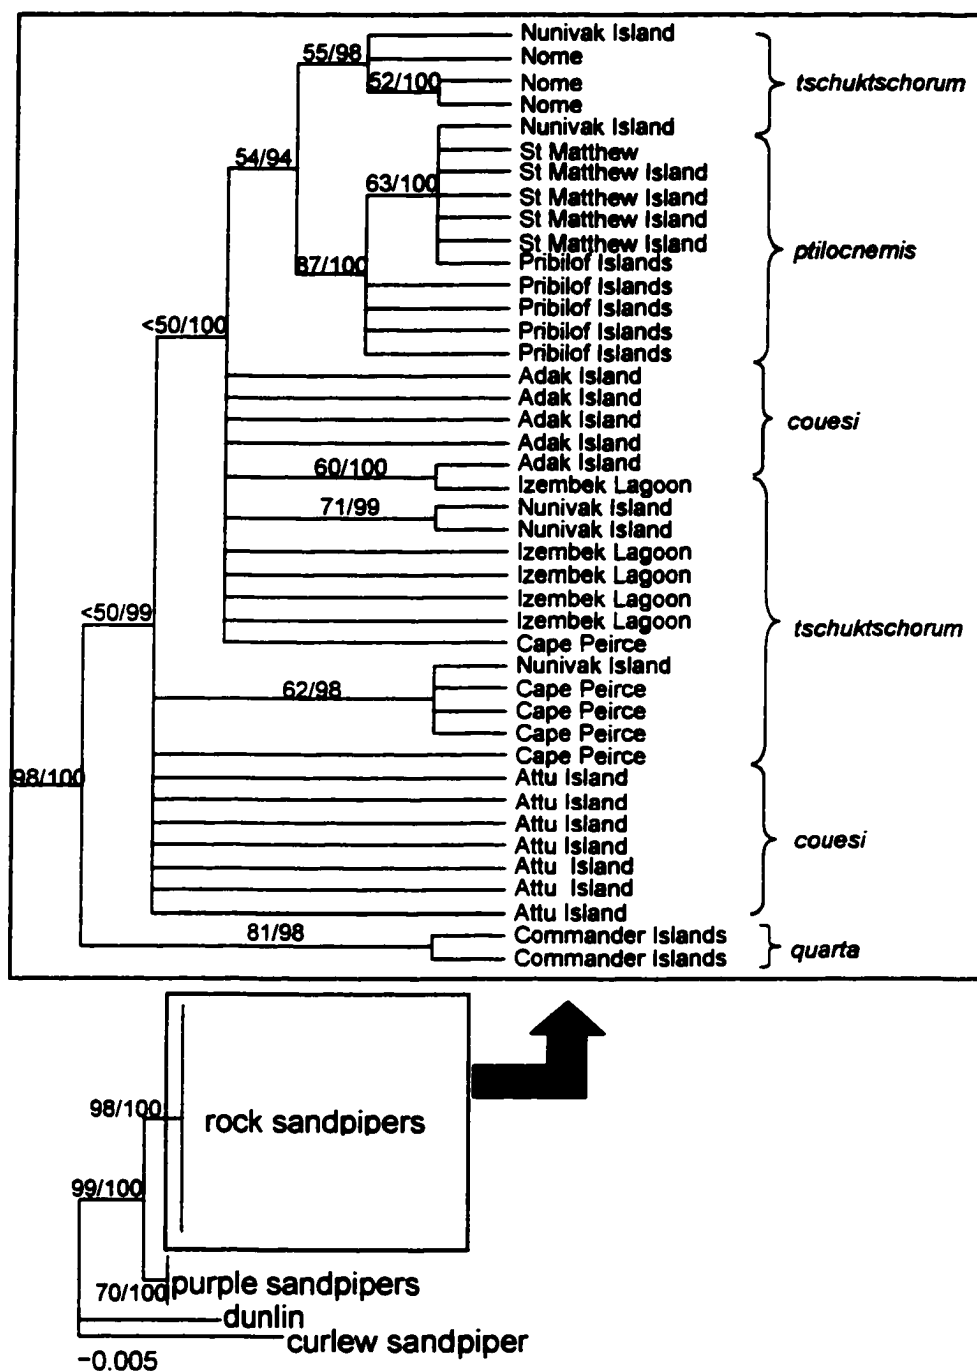 Nunivak Island
55/98
Nome
52/100
Nome
tschuktschorum
Nome
Nunivak Island
54/94
St Matthew
St Matthew Island
63/100
St Matthew Island
St Matthew Island
St Matthew Island
ptilocnemis
87/100
Pribilof Islands
Pribilof Islands
Pribilof Islands
<50/100
Pribilof Islands
Pribilof Islands
Adak Island
Adak Island
Adak Island
couesi
Adak Island
60/100
Adak Island
Izembek Lagoon
71/99
Nunivak Island
Nunivak Island
Izembek Lagoon
Izembek Lagoon
Izembek Lagoon
<50/99
Izembek Lagoon
tschuktschorum
Cape Peirce
Nunivak Island
62/98
Cape Peirce
Cape Peirce
Cape Peirce
Cape Peirce
98/100
Attu Island
Attu Island
Attu Island
Attu Island
couesi
Attu Island
Attu Island
Attu Island
81/98
Commander Islands
quarta
Commander Islands
98/100
rock sandpipers
99/100
70/100
purple sandpipers
dunlin
curlew sandpiper
−0.005